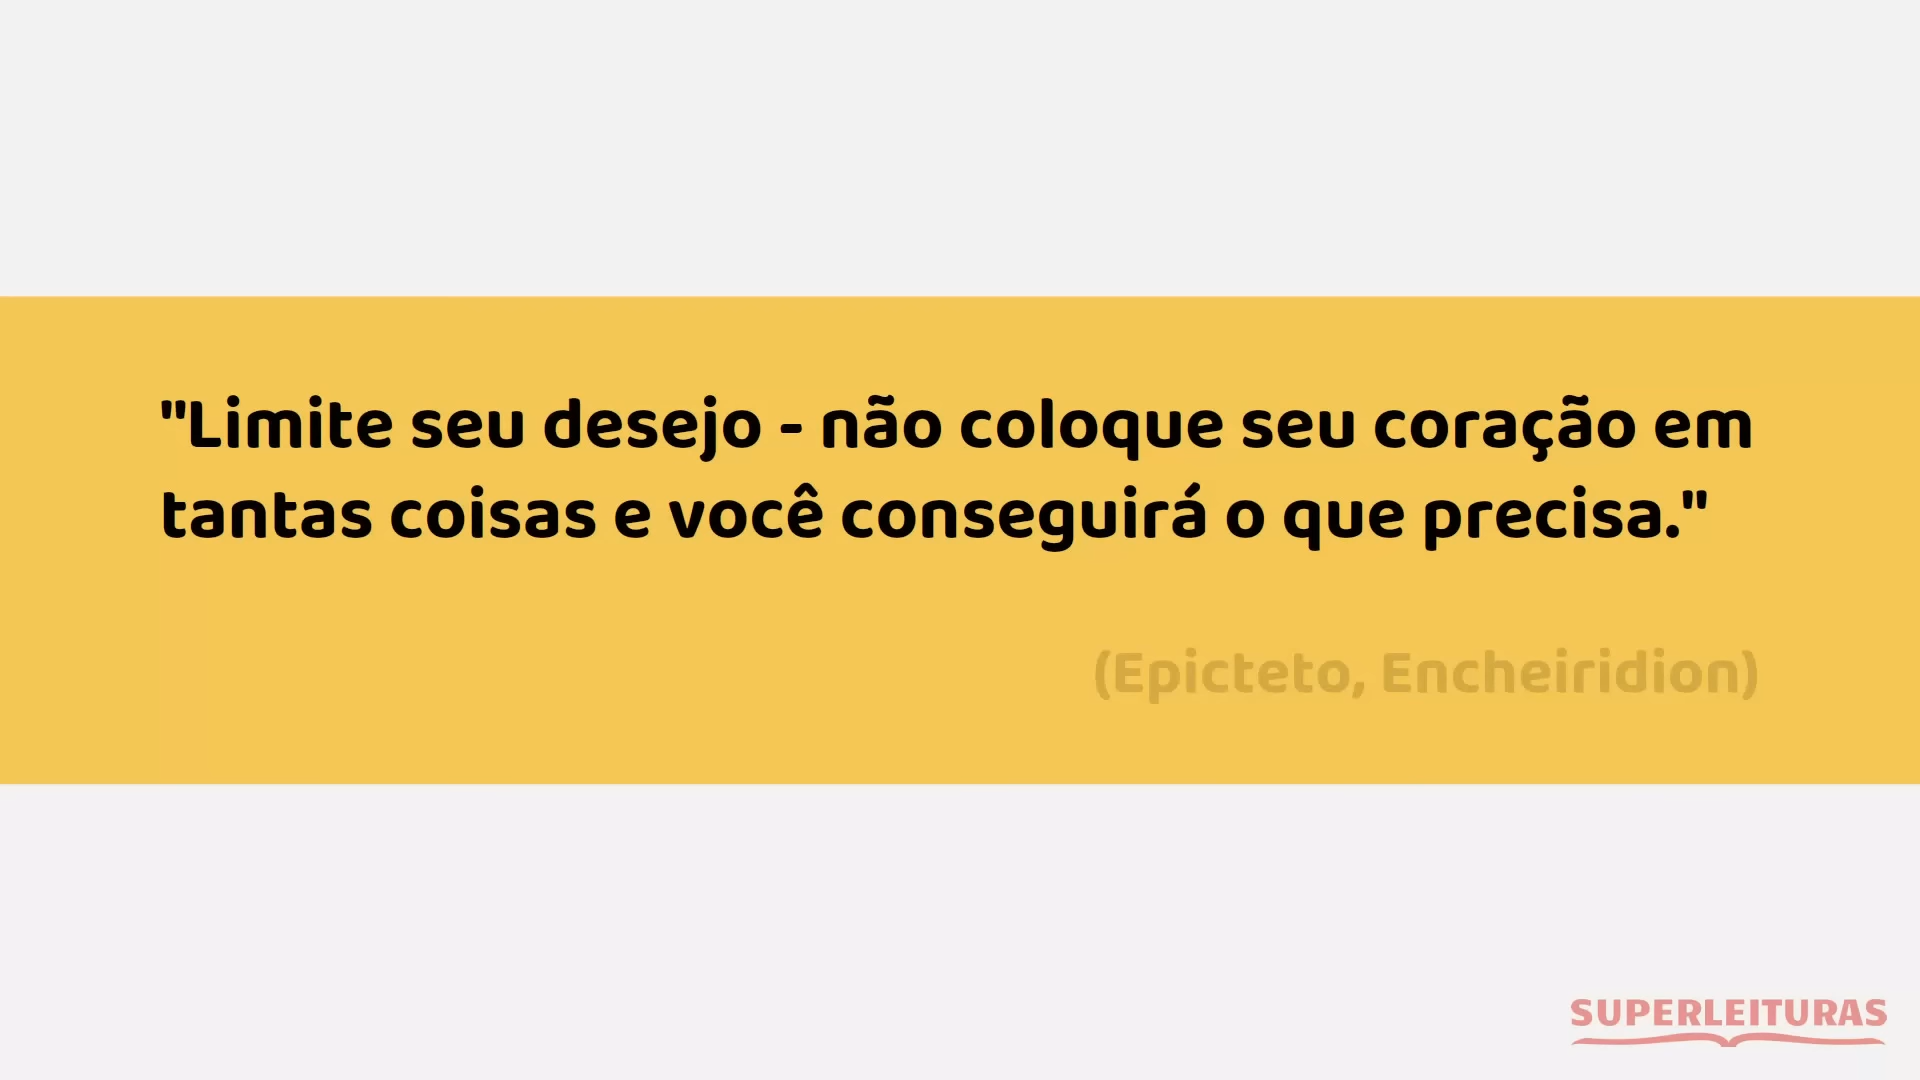 "Limite seu desejo - não coloque seu coração em
tantas coisas e você conseguirá o que precisa."
(Epicteto, Encheiridion)
SUPERLEITURAS